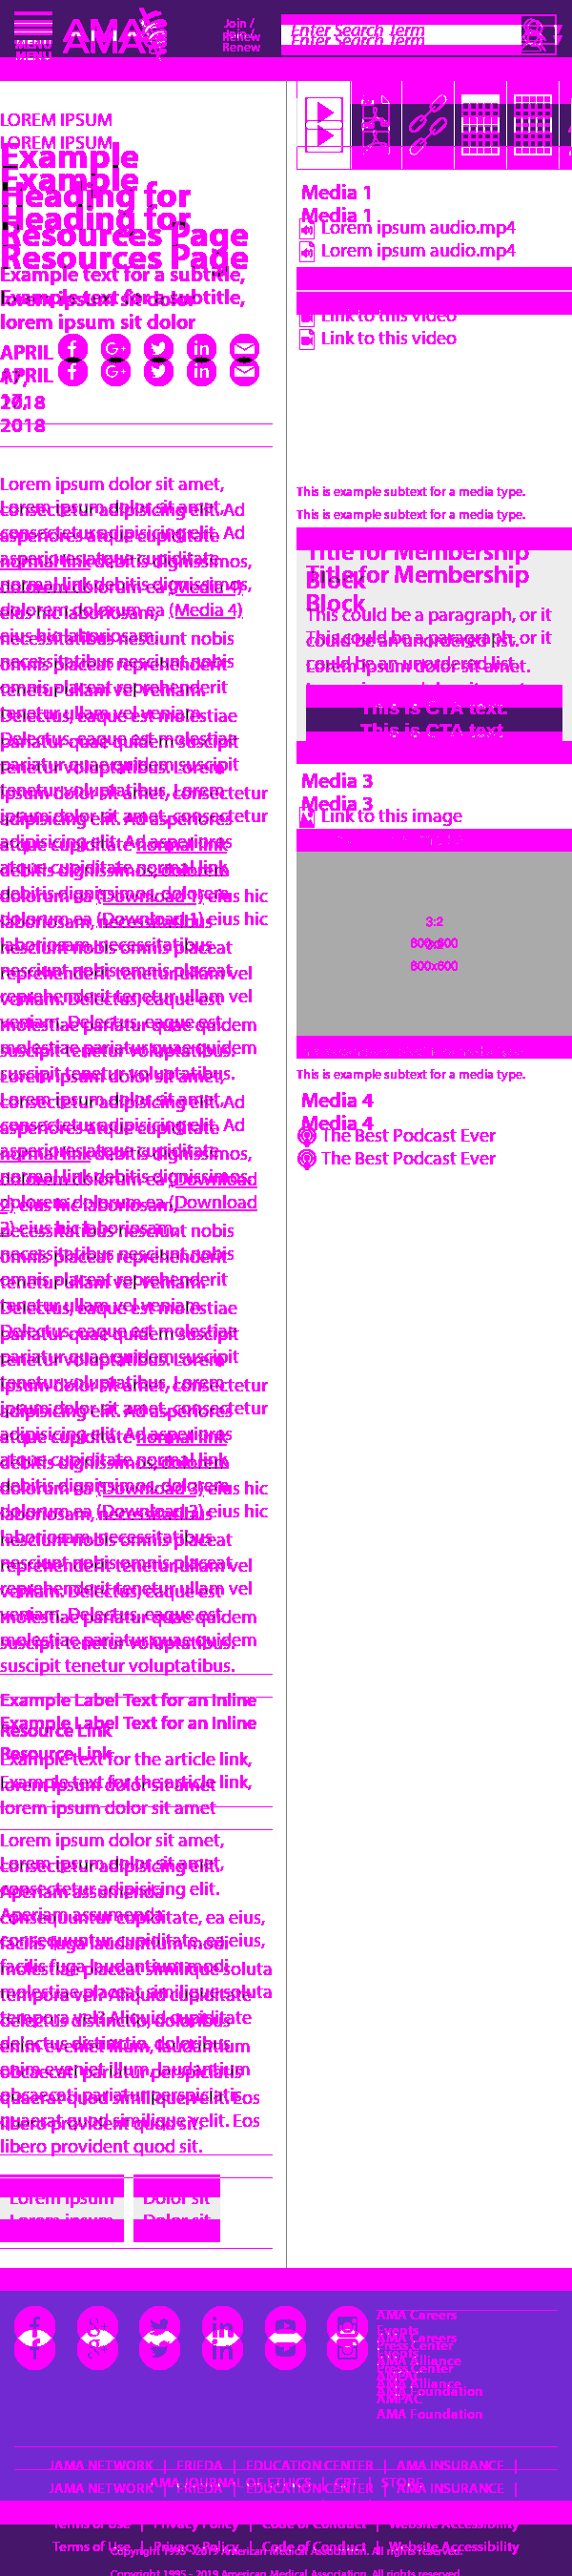 MENU
AMA
Join /
Renew
Enter Search Term
LOREM IPSUM
Example
Heading for
Resources Page
Example text for a subtitle,
lorem ipsum sit dolor
APRIL
17,
2018
Lorem ipsum dolor sit amet,
consectetur adipisicing elit. Ad
asperiores atque cupiditate
normal link debitis dignissimos,
dolorem dolorum ea (Media 4)
eius hic laboriosam,
necessitatibus nesciunt nobis
omnis placeat reprehenderit
tenetur ullam vel veniam.
Delectus, eaque est molestiae
pariatur quae quidem suscipit
tenetur voluptatibus. Lorem
ipsum dolor sit amet, consectetur
adipisicing elit. Ad asperiores
atque cupiditate normal link
debitis dignissimos, dolorem
dolorum ea (Download 1) eius hic
laboriosam, necessitatibus
nesciunt nobis omnis placeat
reprehenderit tenetur ullam vel
veniam. Delectus, eaque est
molestiae pariatur quae quidem
suscipit tenetur voluptatibus.
Lorem ipsum dolor sit amet,
consectetur adipisicing elit. Ad
asperiores atque cupiditate
normal link debitis dignissimos,
dolorem dolorum ea (Download
2) eius hic laboriosam,
necessitatibus nesciunt nobis
omnis placeat reprehenderit
tenetur ullam vel veniam.
Delectus, eaque est molestiae
pariatur quae quidem suscipit
tenetur voluptatibus. Lorem
ipsum dolor sit amet, consectetur
adipisicing elit. Ad asperiores
atque cupiditate normal link
debitis dignissimos, dolorem
dolorum ea (Download 3) eius hic
laboriosam, necessitatibus
nesciunt nobis omnis placeat
reprehenderit tenetur ullam vel
veniam. Delectus, eaque est
molestiae pariatur quae quidem
suscipit tenetur voluptatibus.
Example Label Text for an Inline
Resource Link
Example text for the article link,
lorem ipsum dolor sit amet
Lorem ipsum dolor sit amet,
consectetur adipisicing elit.
Aperiam assumenda
consequuntur cupiditate, ea eius,
facilis fuga laudantium modi
molestiae placeat similique soluta
tempora vel? Aliquid cupiditate
delectus distinctio, doloribus
enim eveniet illum, laudantium
obcaecati pariatur perspiciatis
quaerat quod similique velit. Eos
libero provident quod sit.
Lorem ipsum
Dolor sit
Media 1
Lorem ipsum audio.mp4
Link to this video
This is example subtext for a media type.
Title for Membership
Block
This could be a paragraph, or it
could be an unordered list.
Lorem ipsum dolor sit amet.
This is CTA text.
Media 3
Link to this image
3:2
800x600
This is example subtext for a media type.
Media 4
The Best Podcast Ever
AMA Careers
Events
Press Center
AMA Alliance
AMPAC
AMA Foundation
JAMA NETWORK | FRIEDA | EDUCATION CENTER | AMA INSURANCE |
AMA JOURNAL OF ETHICS | CPT | STORE
Terms of Use | Privacy Policy | Code of Conduct | Website Accessibility
Copyright 1995 - 2019 American Medical Association. All rights reserved.